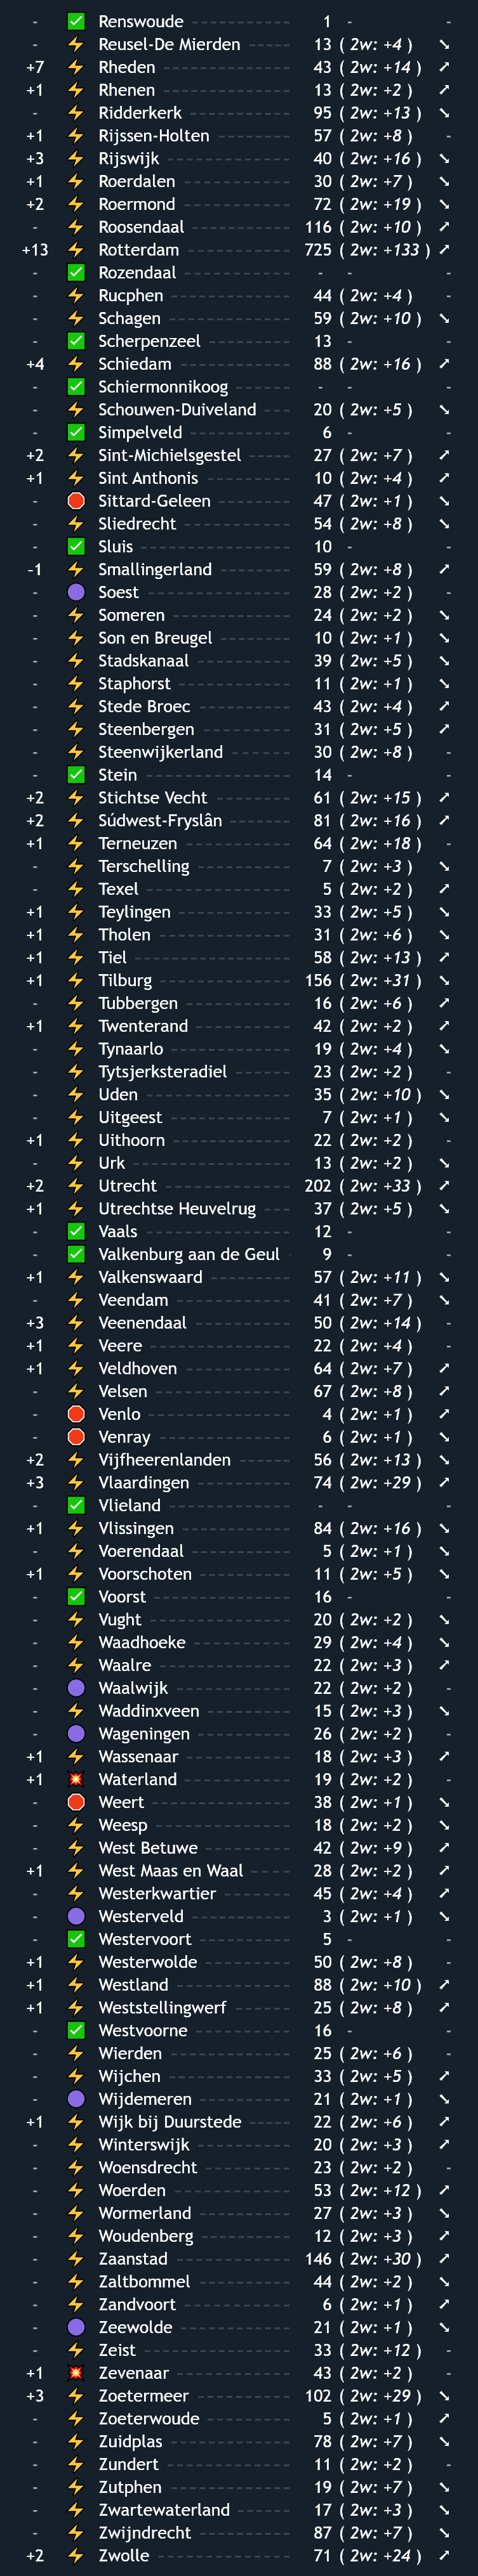 - ✅ Renswoude 1 - -
- ⚡ Reusel-De Mierden 13 ( 2w: +4 ) ➘
+7 ⚡ Rheden 43 ( 2w: +14 ) ➚
+1 ⚡ Rhenen 13 ( 2w: +2 ) ➚
- ⚡ Ridderkerk 95 ( 2w: +13 ) ➘
+1 ⚡ Rijssen-Holten 57 ( 2w: +8 ) -
+3 ⚡ Rijswijk 40 ( 2w: +16 ) ➘
+1 ⚡ Roerdalen 30 ( 2w: +7 ) ➘
+2 ⚡ Roermond 72 ( 2w: +19 ) ➘
- ⚡ Roosendaal 116 ( 2w: +10 ) ➚
+13 ⚡ Rotterdam 725 ( 2w: +133 ) ➚
- ✅ Rozendaal - - -
- ⚡ Rucphen 44 ( 2w: +4 ) -
- ⚡ Schagen 59 ( 2w: +10 ) ➘
- ✅ Scherpenzeel 13 - -
+4 ⚡ Schiedam 88 ( 2w: +16 ) ➚
- ✅ Schiermonnikoog - - -
- ⚡ Schouwen-Duiveland 20 ( 2w: +5 ) ➘
- ✅ Simpelveld 6 - -
+2 ⚡ Sint-Michielsgestel 27 ( 2w: +7 ) ➚
+1 ⚡ Sint Anthonis 10 ( 2w: +4 ) ➚
- 🛑 Sittard-Geleen 47 ( 2w: +1 ) ➘
- ⚡ Sliedrecht 54 ( 2w: +8 ) ➘
- ✅ Sluis 10 - -
-1 ⚡ Smallingerland 59 ( 2w: +8 ) ➚
- 🟣 Soest 28 ( 2w: +2 ) -
- ⚡ Someren 24 ( 2w: +2 ) ➘
- ⚡ Son en Breugel 10 ( 2w: +1 ) ➘
- ⚡ Stadskanaal 39 ( 2w: +5 ) ➘
- ⚡ Staphorst 11 ( 2w: +1 ) ➘
- ⚡ Stede Broec 43 ( 2w: +4 ) ➚
- ⚡ Steenbergen 31 ( 2w: +5 ) ➚
- ⚡ Steenwijkerland 30 ( 2w: +8 ) -
- ✅ Stein 14 - -
+2 ⚡ Stichtse Vecht 61 ( 2w: +15 ) ➚
+2 ⚡ Súdwest-Fryslân 81 ( 2w: +16 ) ➚
+1 ⚡ Terneuzen 64 ( 2w: +18 ) -
- ⚡ Terschelling 7 ( 2w: +3 ) ➘
- ⚡ Texel 5 ( 2w: +2 ) ➚
+1 ⚡ Teylingen 33 ( 2w: +5 ) ➘
+1 ⚡ Tholen 31 ( 2w: +6 ) ➘
+1 ⚡ Tiel 58 ( 2w: +13 ) ➚
+1 ⚡ Tilburg 156 ( 2w: +31 ) ➘
- ⚡ Tubbergen 16 ( 2w: +6 ) ➚
+1 ⚡ Twenterand 42 ( 2w: +2 ) ➚
- ⚡ Tynaarlo 19 ( 2w: +4 ) ➘
- ⚡ Tytsjerksteradiel 23 ( 2w: +2 ) -
- ⚡ Uden 35 ( 2w: +10 ) ➘
- ⚡ Uitgeest 7 ( 2w: +1 ) ➘
+1 ⚡ Uithoorn 22 ( 2w: +2 ) -
- ⚡ Urk 13 ( 2w: +2 ) ➘
+2 ⚡ Utrecht 202 ( 2w: +33 ) ➚
+1 ⚡ Utrechtse Heuvelrug 37 ( 2w: +5 ) ➘
- ✅ Vaals 12 - -
- ✅ Valkenburg aan de Geul 9 - -
+1 ⚡ Valkenswaard 57 ( 2w: +11 ) ➘
- ⚡ Veendam 41 ( 2w: +7 ) ➘
+3 ⚡ Veenendaal 50 ( 2w: +14 ) -
+1 ⚡ Veere 22 ( 2w: +4 ) -
+1 ⚡ Veldhoven 64 ( 2w: +7 ) ➚
- ⚡ Velsen 67 ( 2w: +8 ) ➚
- 🛑 Venlo 4 ( 2w: +1 ) ➚
- 🛑 Venray 6 ( 2w: +1 ) ➘
+2 ⚡ Vijfheerenlanden 56 ( 2w: +13 ) ➘
+3 ⚡ Vlaardingen 74 ( 2w: +29 ) ➚
- ✅ Vlieland - - -
+1 ⚡ Vlissingen 84 ( 2w: +16 ) ➘
- ⚡ Voerendaal 5 ( 2w: +1 ) ➘
+1 ⚡ Voorschoten 11 ( 2w: +5 ) ➘
- ✅ Voorst 16 - -
- ⚡ Vught 20 ( 2w: +2 ) ➘
- ⚡ Waadhoeke 29 ( 2w: +4 ) ➘
- ⚡ Waalre 22 ( 2w: +3 ) ➚
- 🟣 Waalwijk 22 ( 2w: +2 ) -
- ⚡ Waddinxveen 15 ( 2w: +3 ) ➘
- 🟣 Wageningen 26 ( 2w: +2 ) -
+1 ⚡ Wassenaar 18 ( 2w: +3 ) ➚
+1 💥 Waterland 19 ( 2w: +2 ) -
- 🛑 Weert 38 ( 2w: +1 ) ➘
- ⚡ Weesp 18 ( 2w: +2 ) ➘
- ⚡ West Betuwe 42 ( 2w: +9 ) ➚
+1 ⚡ West Maas en Waal 28 ( 2w: +2 ) ➚
- ⚡ Westerkwartier 45 ( 2w: +4 ) ➚
- 🟣 Westerveld 3 ( 2w: +1 ) ➘
- ✅ Westervoort 5 - -
+1 ⚡ Westerwolde 50 ( 2w: +8 ) -
+1 ⚡ Westland 88 ( 2w: +10 ) ➚
+1 ⚡ Weststellingwerf 25 ( 2w: +8 ) ➚
- ✅ Westvoorne 16 - -
- ⚡ Wierden 25 ( 2w: +6 ) -
- ⚡ Wijchen 33 ( 2w: +5 ) ➚
- 🟣 Wijdemeren 21 ( 2w: +1 ) ➘
+1 ⚡ Wijk bij Duurstede 22 ( 2w: +6 ) ➚
- ⚡ Winterswijk 20 ( 2w: +3 ) ➚
- ⚡ Woensdrecht 23 ( 2w: +2 ) -
- ⚡ Woerden 53 ( 2w: +12 ) ➚
- ⚡ Wormerland 27 ( 2w: +3 ) ➘
- ⚡ Woudenberg 12 ( 2w: +3 ) ➚
- ⚡ Zaanstad 146 ( 2w: +30 ) ➚
- ⚡ Zaltbommel 44 ( 2w: +2 ) ➘
- ⚡ Zandvoort 6 ( 2w: +1 ) ➚
- 🟣 Zeewolde 21 ( 2w: +1 ) ➘
- ⚡ Zeist 33 ( 2w: +12 ) -
+1 💥 Zevenaar 43 ( 2w: +2 ) -
+3 ⚡ Zoetermeer 102 ( 2w: +29 ) ➘
- ⚡ Zoeterwoude 5 ( 2w: +1 ) ➚
- ⚡ Zuidplas 78 ( 2w: +7 ) ➘
- ⚡ Zundert 11 ( 2w: +2 ) -
- ⚡ Zutphen 19 ( 2w: +7 ) ➘
- ⚡ Zwartewaterland 17 ( 2w: +3 ) ➘
- ⚡ Zwijndrecht 87 ( 2w: +7 ) ➘
+2 ⚡ Zwolle 71 ( 2w: +24 ) ➚